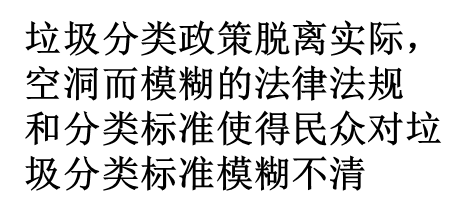 垃圾分类政策脱离实际，
空洞而模糊的法律法规
和分类标准使得民众对垃
圾分类标准模糊不清